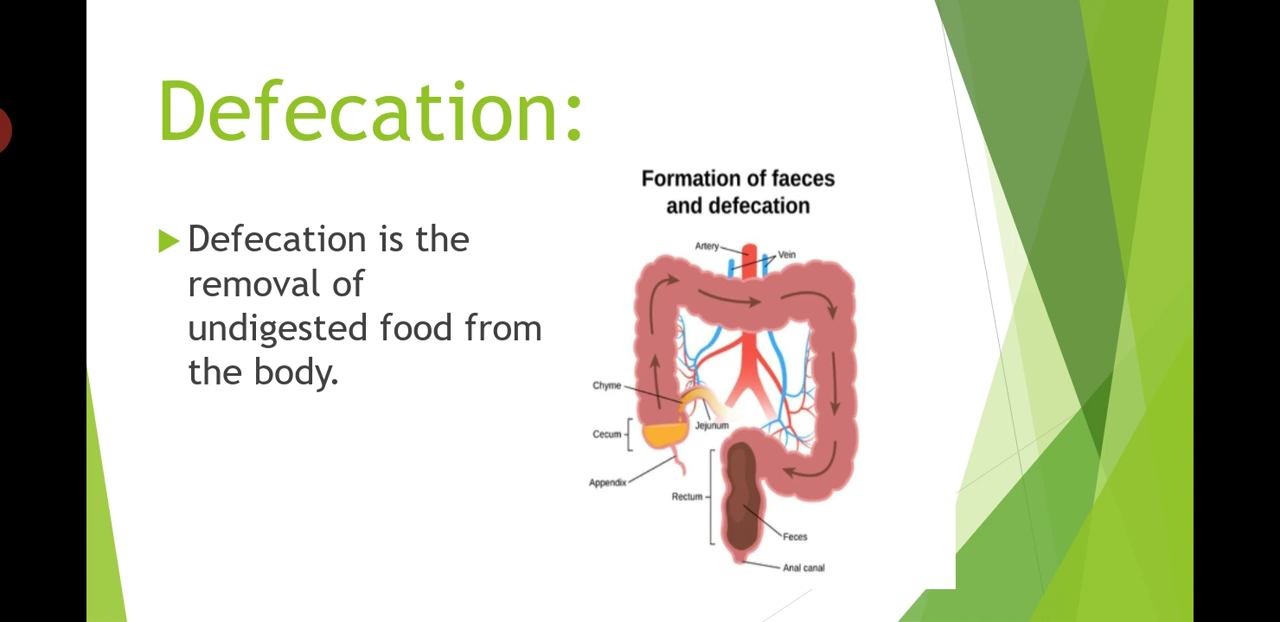 Defecation:
Defecation is the
removal of
undigested food from
the body.
Formation of faeces
and defecation
Artery
Vein
Chyme
Jejunum
Cecum
Appendix
Rectum
Feces
Anal canal